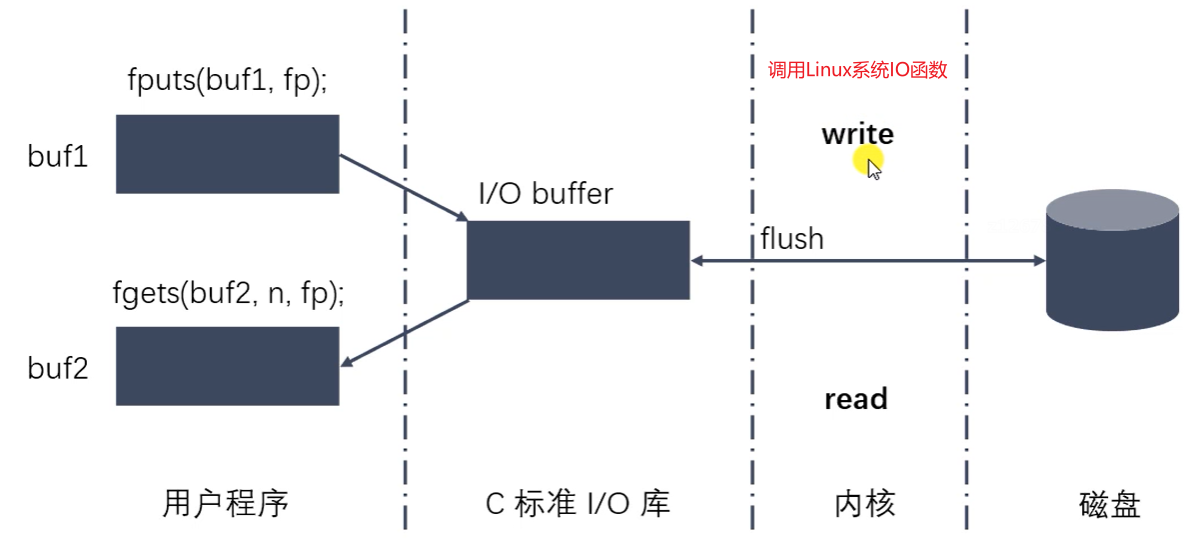 调用Linux系统IO函数
fputs(buf1, fp);
write
buf1
I/O buffer
flush
fgets(buf2, n, fp);
buf2
read
用户程序
C 标准 I/O 库
内核
磁盘